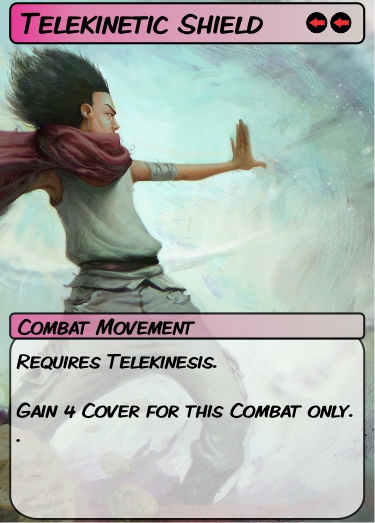 Telekinetic Shield
Combat Movement
Requires Telekinesis.
Gain 4 Cover for this Combat only.
.